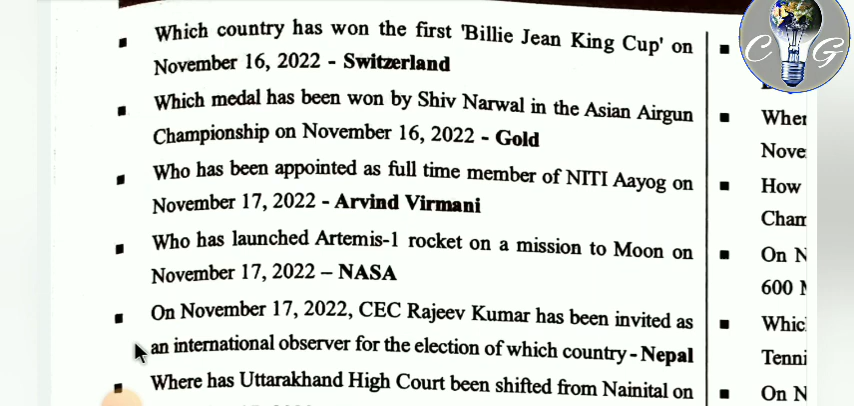 Which country has won the first 'Billie Jean King Cup' on
November 16, 2022 - Switzerland
Which medal has been won by Shiv Narwal in the Asian Airgun
Championship on November 16, 2022 - Gold
Who has been appointed as full time member of NITI Aayog on
November 17, 2022 - Arvind Virmani
Who has launched Artemis-1 rocket on a mission to Moon on
November 17, 2022 – NASA
On November 17, 2022, CEC Rajeev Kumar has been invited as
an international observer for the election of which country - Nepal
Where has Uttarakhand High Court been shifted from Nainital on
C G
Wher
Nove
How
Cham
On N
600
Whic
Tenni
On N